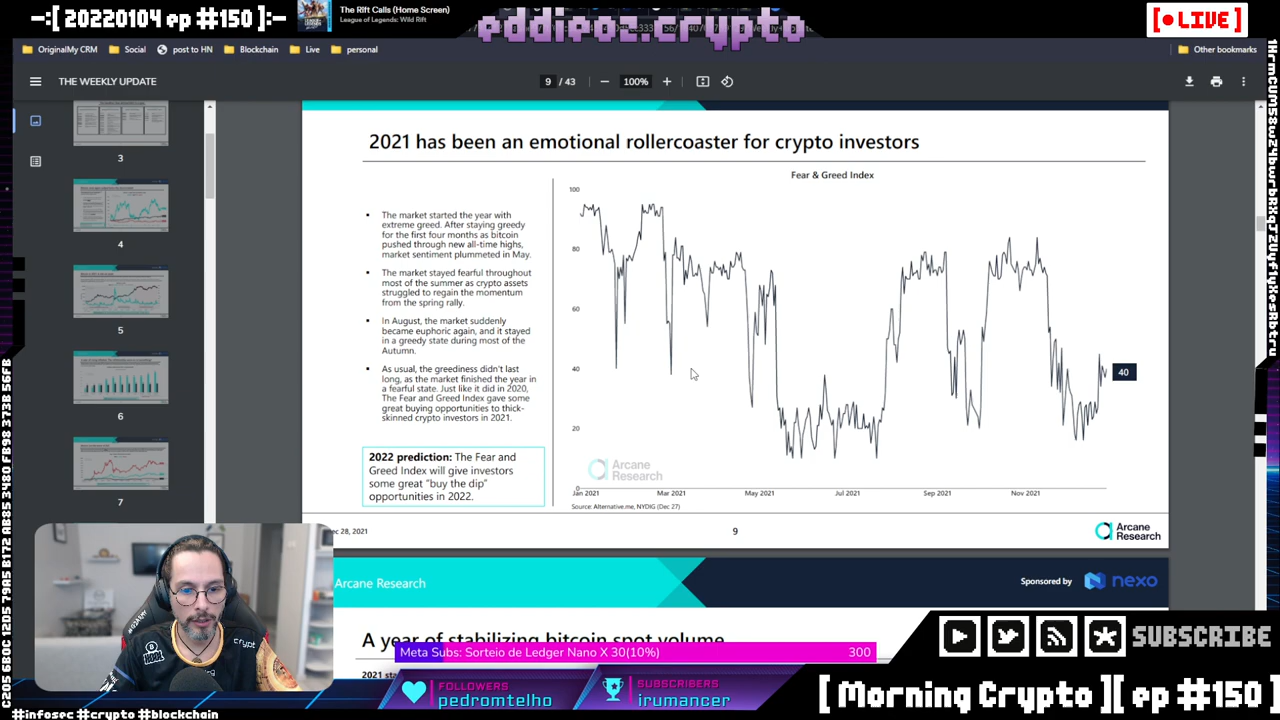 -:[ 20220104 ep #150]:-
The Rift Calls (Home Screen)
League of Legends: Wild Rift
eddipaz.crypto
[●LIVE]
OriginalMy CRM
Social
post to HN
Blockchain
Live
personal
Other bookmarks
THE WEEKLY UPDATE
9 / 43
100%
3
4
5
6
7
2021 has been an emotional rollercoaster for crypto investors
Fear & Greed Index
▪ The market started the year with
extreme greed. After staying greedy
for the first four months as bitcoin
pushed through new all-time highs,
market sentiment plummeted in May.
▪ The market stayed fearful throughout
most of the summer as crypto assets
struggled to regain the momentum
from the spring rally.
▪ In August, the market suddenly
became euphoric again, and it stayed
in a greedy state during most of the
Autumn.
▪ As usual, the greediness didn't last
long, as the market finished the year in
a fearful state. Just like it did in 2020,
The Fear and Greed Index gave some
great buying opportunities to thick-
skinned crypto investors in 2021.
2022 prediction: The Fear and
Greed Index will give investors
some great "buy the dip"
opportunities in 2022.
100
80
60
40
20
0
40
Arcane
Research
Jan 2021
Mar 2021
May 2021
Jul 2021
Sep 2021
Nov 2021
Source: Alternative.me, NYDIG (Dec 27)
28, 2021
9
Arcane
Research
Arcane Research
Sponsored by
nexo
A year of stabilizing bitcoin spot volume
Meta Subs: Sorteio de Ledger Nano X 30(10%)
300
FOLLOWERS
pedromtelho
SUBSCRIBERS
irumancer
SUBSCRIBE
[ Morning Crypto ][ ep #150]
#infosec #crypto #blockchain